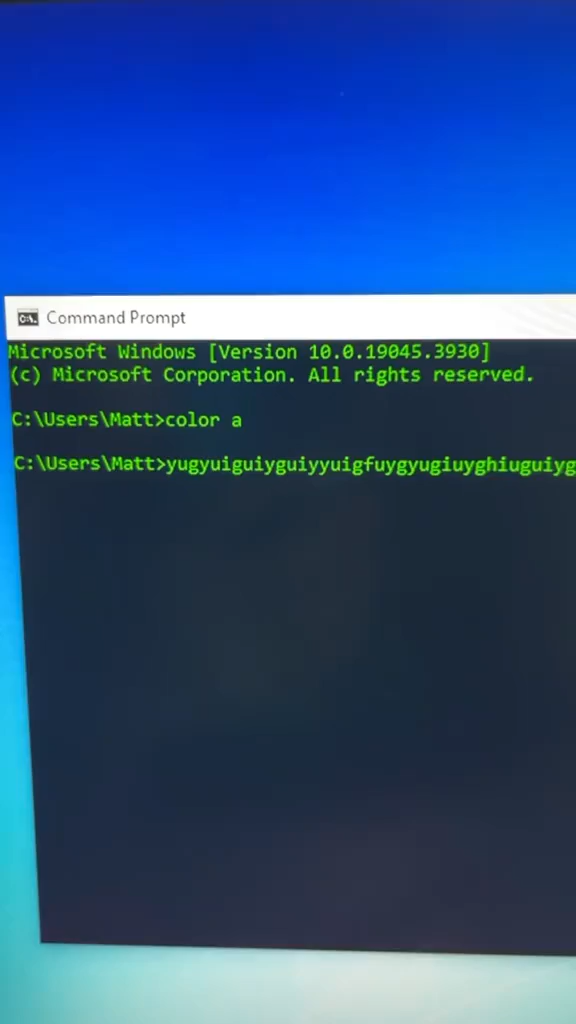 Command Prompt
Microsoft Windows [Version 10.0.19045.3930]
(c) Microsoft Corporation. All rights reserved.
C:\Users\Matt>color a
C:\Users\Matt>yugyuiguiyguiyyuigfuygyugiuyghiuguiyg